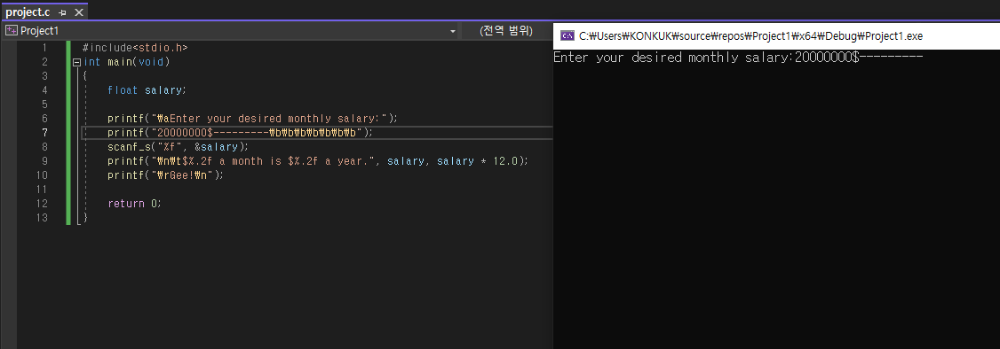 project.c
Project1
(전역 범위)
1 #include<stdio.h>
2 int main(void)
3 {
4 float salary;
5
6 printf("₩aEnter your desired monthly salary:");
7 printf("20000000$---------₩b₩b₩b₩b₩b₩b₩b");
8 scanf_s("%f", &salary);
9 printf("₩n₩t$%.2f a month is $%.2f a year.", salary, salary * 12.0);
10 printf("₩rGee!₩n");
11
12 return 0;
13 }
C:₩Users₩KONKUK₩source₩repos₩Project1₩x64₩Debug₩Project1.exe
Enter your desired monthly salary:20000000$---------